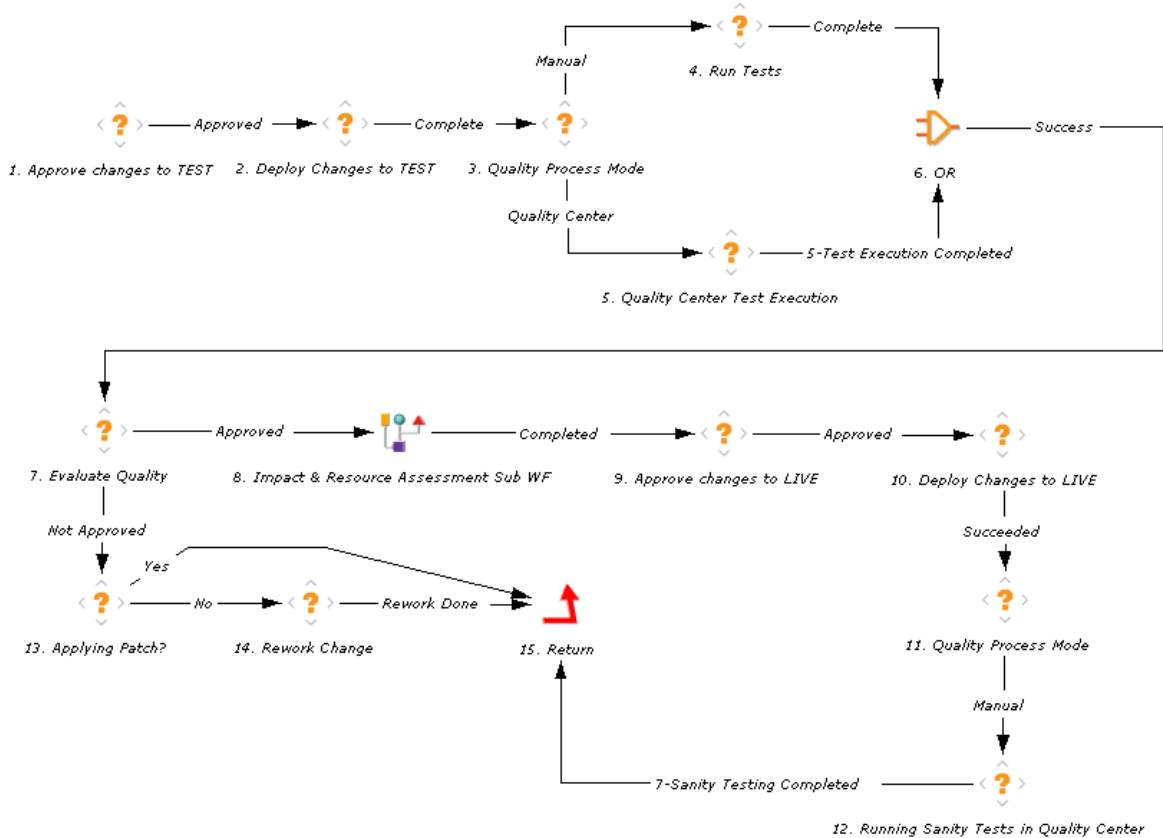 Complete
Manual
4. Run Tests
Approved
Complete
Success
1. Approve changes to TEST
2. Deploy Changes to TEST
3. Quality Process Mode
6. OR
Quality Center
5-Test Execution Completed
5. Quality Center Test Execution
Approved
Completed
Approved
7. Evaluate Quality
8. Impact & Resource Assessment Sub WF
9. Approve changes to LIVE
10. Deploy Changes to LIVE
Not Approved
Succeeded
Yes
No
Rework Done
13. Applying Patch?
14. Rework Change
15. Return
11. Quality Process Mode
Manual
7-Sanity Testing Completed
12. Running Sanity Tests in Quality Center